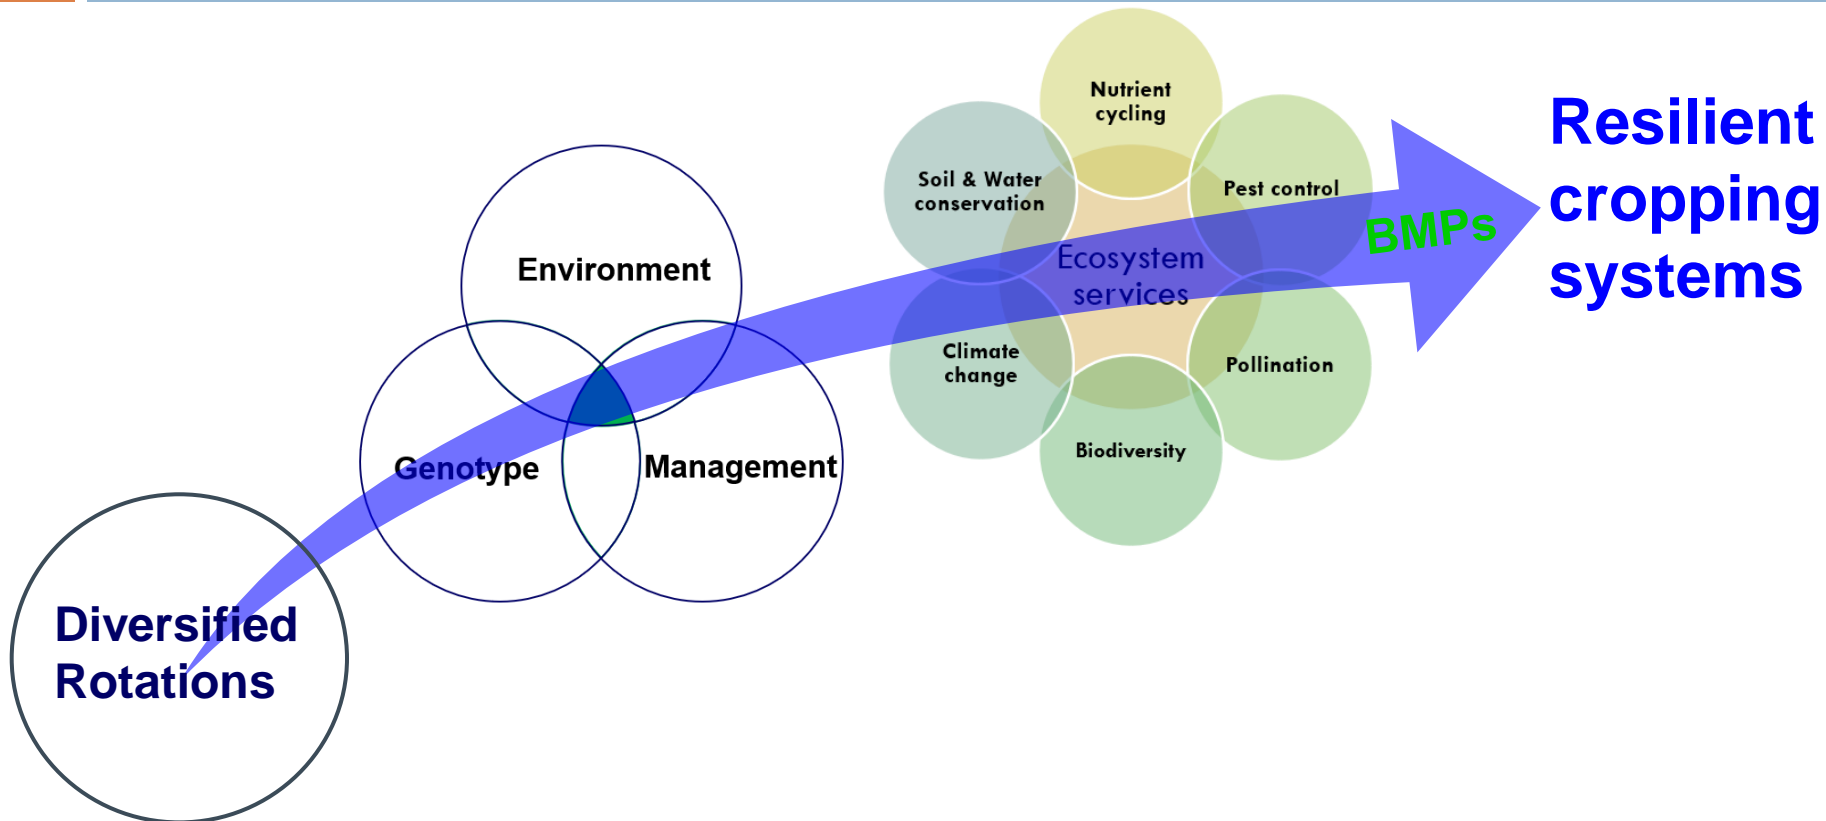 Diversified
Rotations
Environment
Genotype
Management
Nutrient
cycling
Soil & Water
conservation
Pest control
Ecosystem
services
Climate
change
Pollination
Biodiversity
BMPs
Resilient
cropping
systems